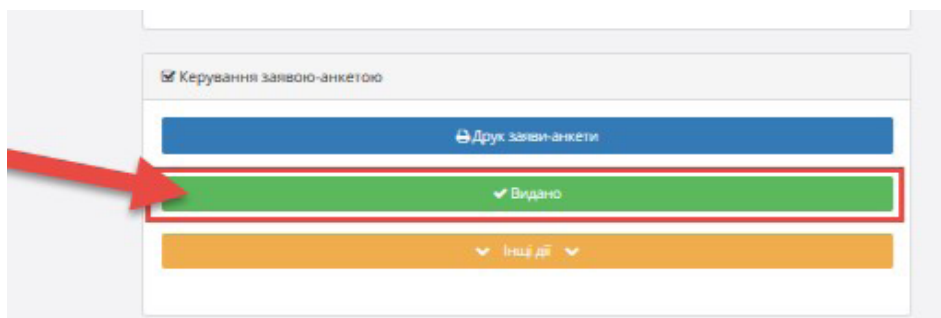 Керування заявою-анкетою
Друк заяви-анкети
Видано
Інші дії